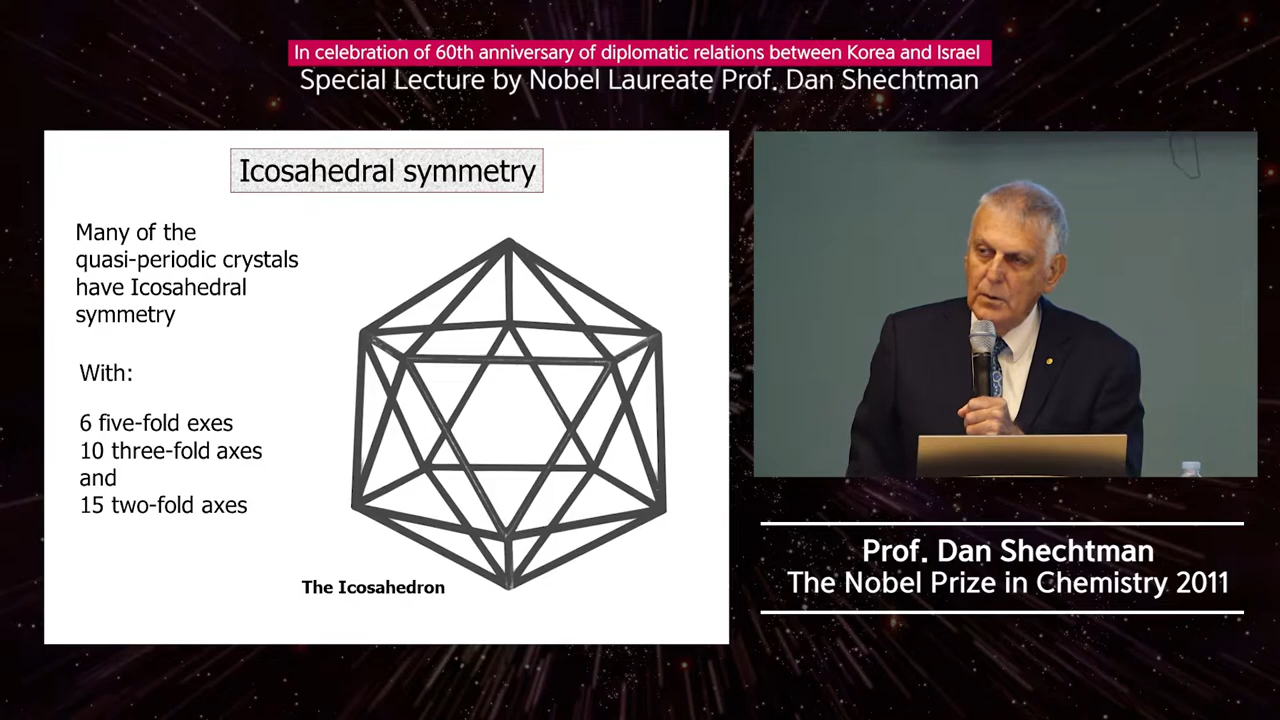 In celebration of 60th anniversary of diplomatic relations between Korea and Israel
Special Lecture by Nobel Laureate Prof. Dan Shechtman
Icosahedral symmetry
Many of the
quasi-periodic crystals
have Icosahedral
symmetry
With:
6 five-fold exes
10 three-fold axes
and
15 two-fold axes
The Icosahedron
Prof. Dan Shechtman
The Nobel Prize in Chemistry 2011